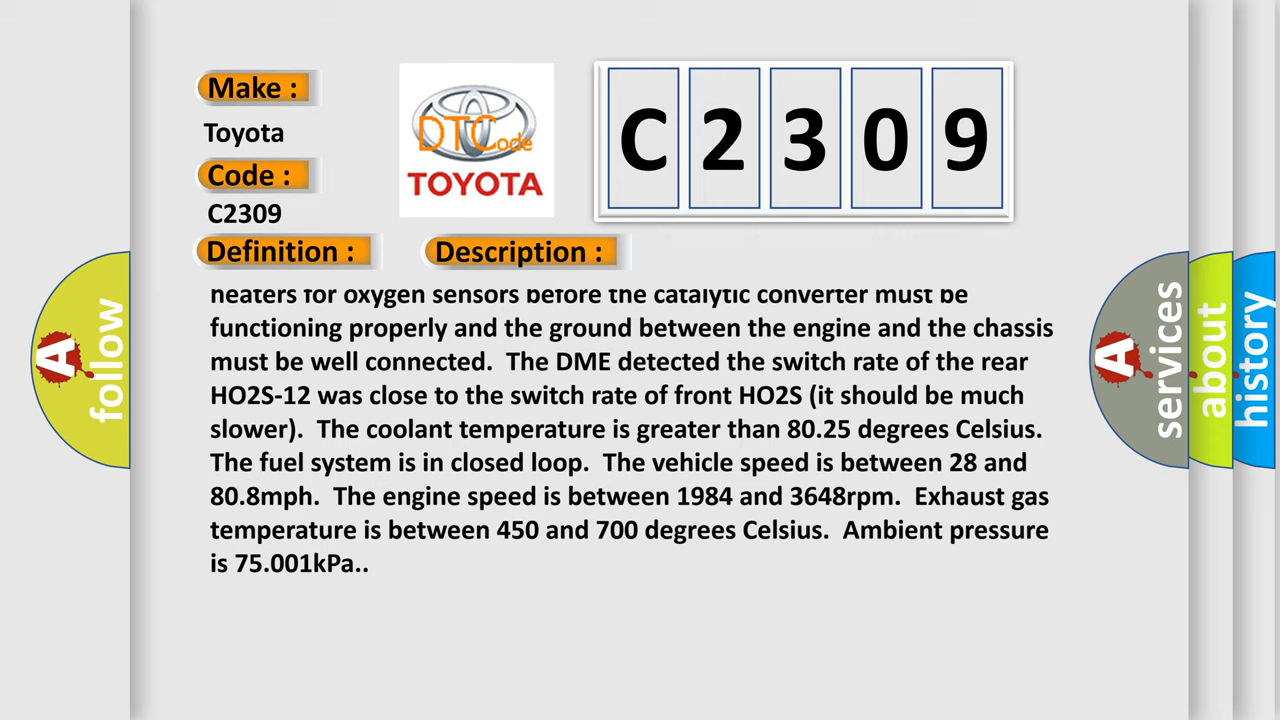 Make :
Toyota
Code :
C2309
DTCode
TOYOTA
C2309
Definition :
Description :
heaters for oxygen sensors before the catalytic converter must be
functioning properly and the ground between the engine and the chassis
must be well connected. The DME detected the switch rate of the rear
HO2S-12 was close to the switch rate of front HO2S (it should be much
slower). The coolant temperature is greater than 80.25 degrees Celsius.
The fuel system is in closed loop. The vehicle speed is between 28 and
80.8mph. The engine speed is between 1984 and 3648rpm. Exhaust gas
temperature is between 450 and 700 degrees Celsius. Ambient pressure
is 75.001kPa..
A
follow
A
services
about
history